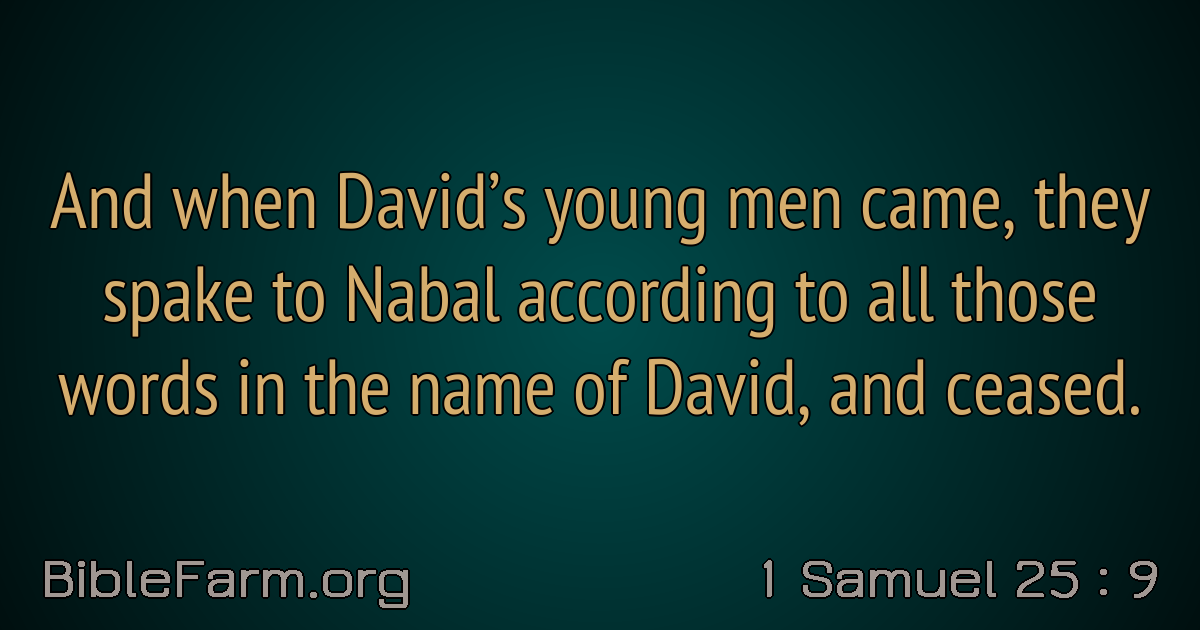 And when David’s young men came, they
spake to Nabal according to all those
words in the name of David, and ceased.
BibleFarm.org
1 Samuel 25 : 9